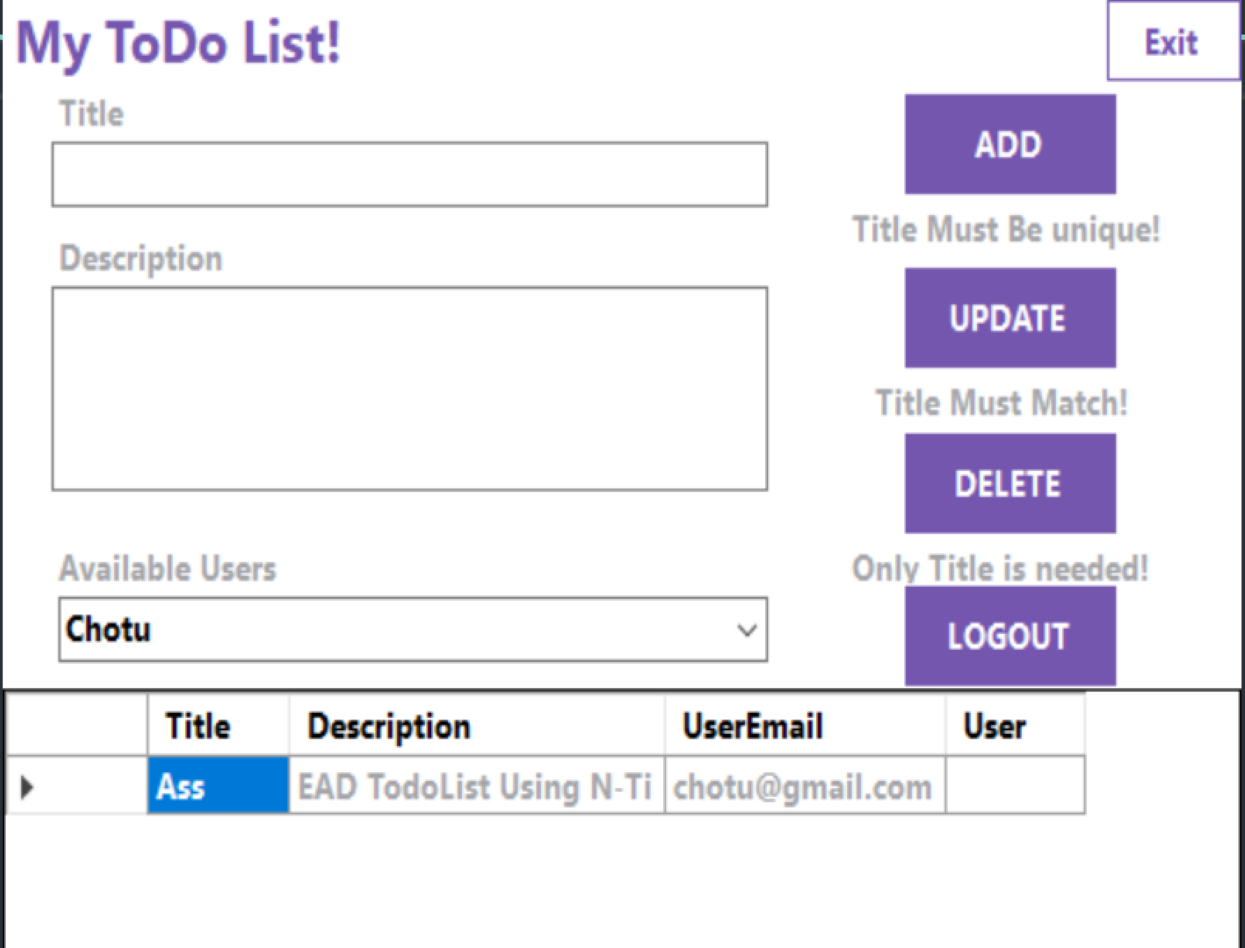 My ToDo List!
Exit
Title
ADD
Title Must Be unique!
Description
UPDATE
Title Must Match!
DELETE
Available Users
Only Title is needed!
Chotu
LOGOUT
Title Description UserEmail User
Ass EAD TodoList Using N-Ti chotu@gmail.com